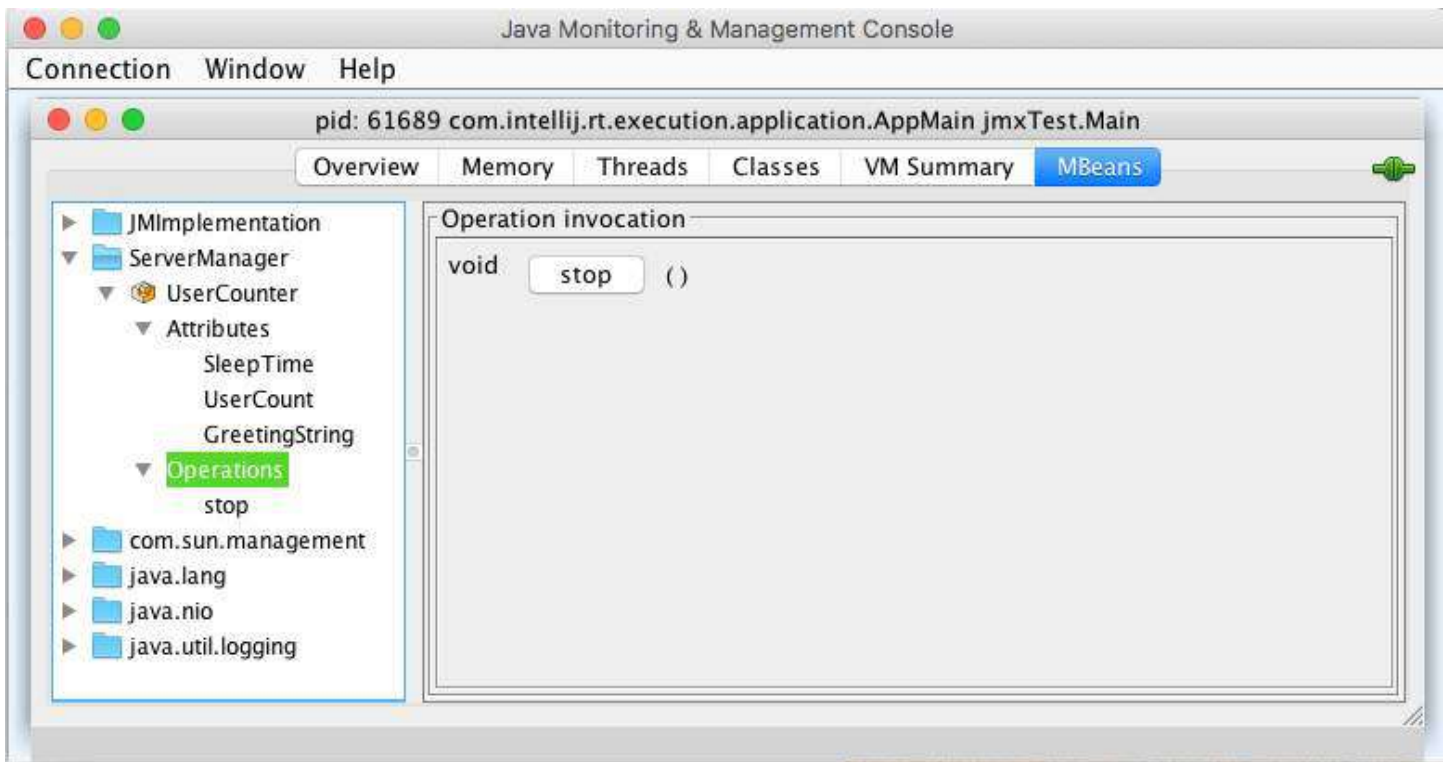 Java Monitoring & Management Console
Connection Window Help
pid: 61689 com.intellij.rt.execution.application.AppMain jmxTest.Main
Overview Memory Threads Classes VM Summary MBeans
JMImplementation
ServerManager
UserCounter
Attributes
SleepTime
UserCount
GreetingString
Operations
stop
com.sun.management
java.lang
java.nio
java.util.logging
Operation invocation
void stop ()